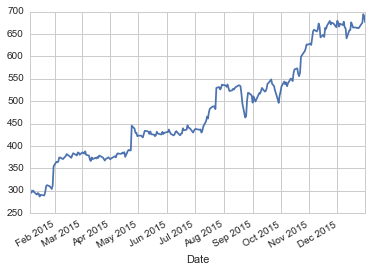 700
650
600
550
500
450
400
350
300
250
Feb 2015
Mar 2015
Apr 2015
May 2015
Jun 2015
Jul 2015
Aug 2015
Sep 2015
Oct 2015
Nov 2015
Dec 2015
Date